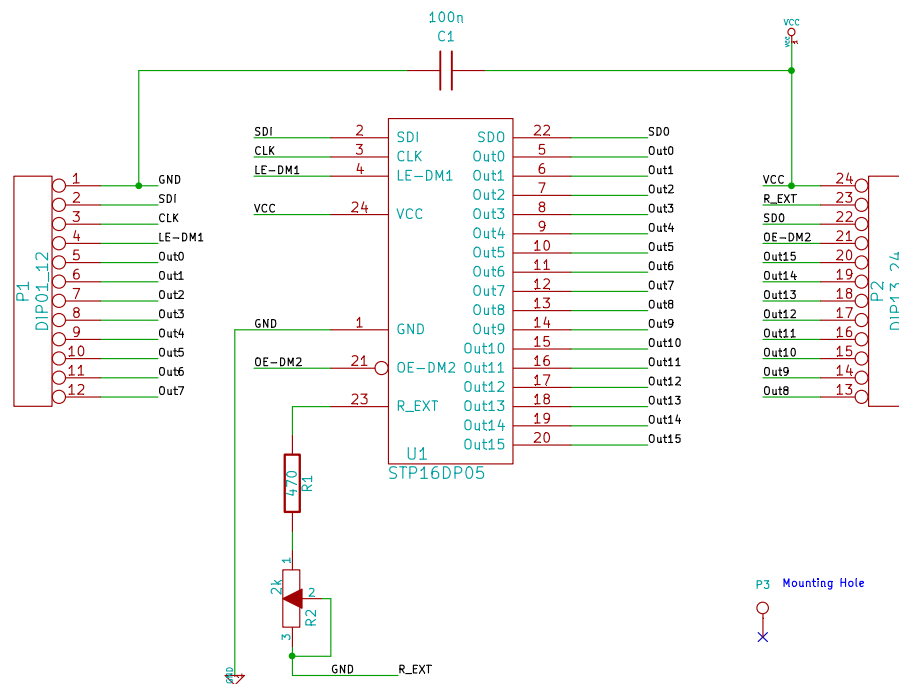 100n
C1
VCC
VCC
1
SDI 2 SDI SDO 22 SDO
CLK 3 CLK Out0 5 Out0
LE-DM1 4 LE-DM1 Out1 6 Out1
Out2 7 Out2
VCC 24 VCC Out3 8 Out3
Out4 9 Out4
Out5 10 Out5
Out6 11 Out6
Out7 12 Out7
Out8 13 Out8
GND 1 GND Out9 14 Out9
Out10 15 Out10
OE-DM2 21 OE-DM2 Out11 16 Out11
Out12 17 Out12
23 R_EXT Out13 18 Out13
Out14 19 Out14
Out15 20 Out15
U1
STP16DP05
P1
DIP01_12
1 GND
2 SDI
3 CLK
4 LE-DM1
5 Out0
6 Out1
7 Out2
8 Out3
9 Out4
10 Out5
11 Out6
12 Out7
VCC 24
R_EXT 23
SDO 22
OE-DM2 21
Out15 20
Out14 19
Out13 18
Out12 17
Out11 16
Out10 15
Out9 14
Out8 13
P2
DIP13_24
470
R1
1
2k
2
R2
3
GND R_EXT
GND
P3 Mounting Hole